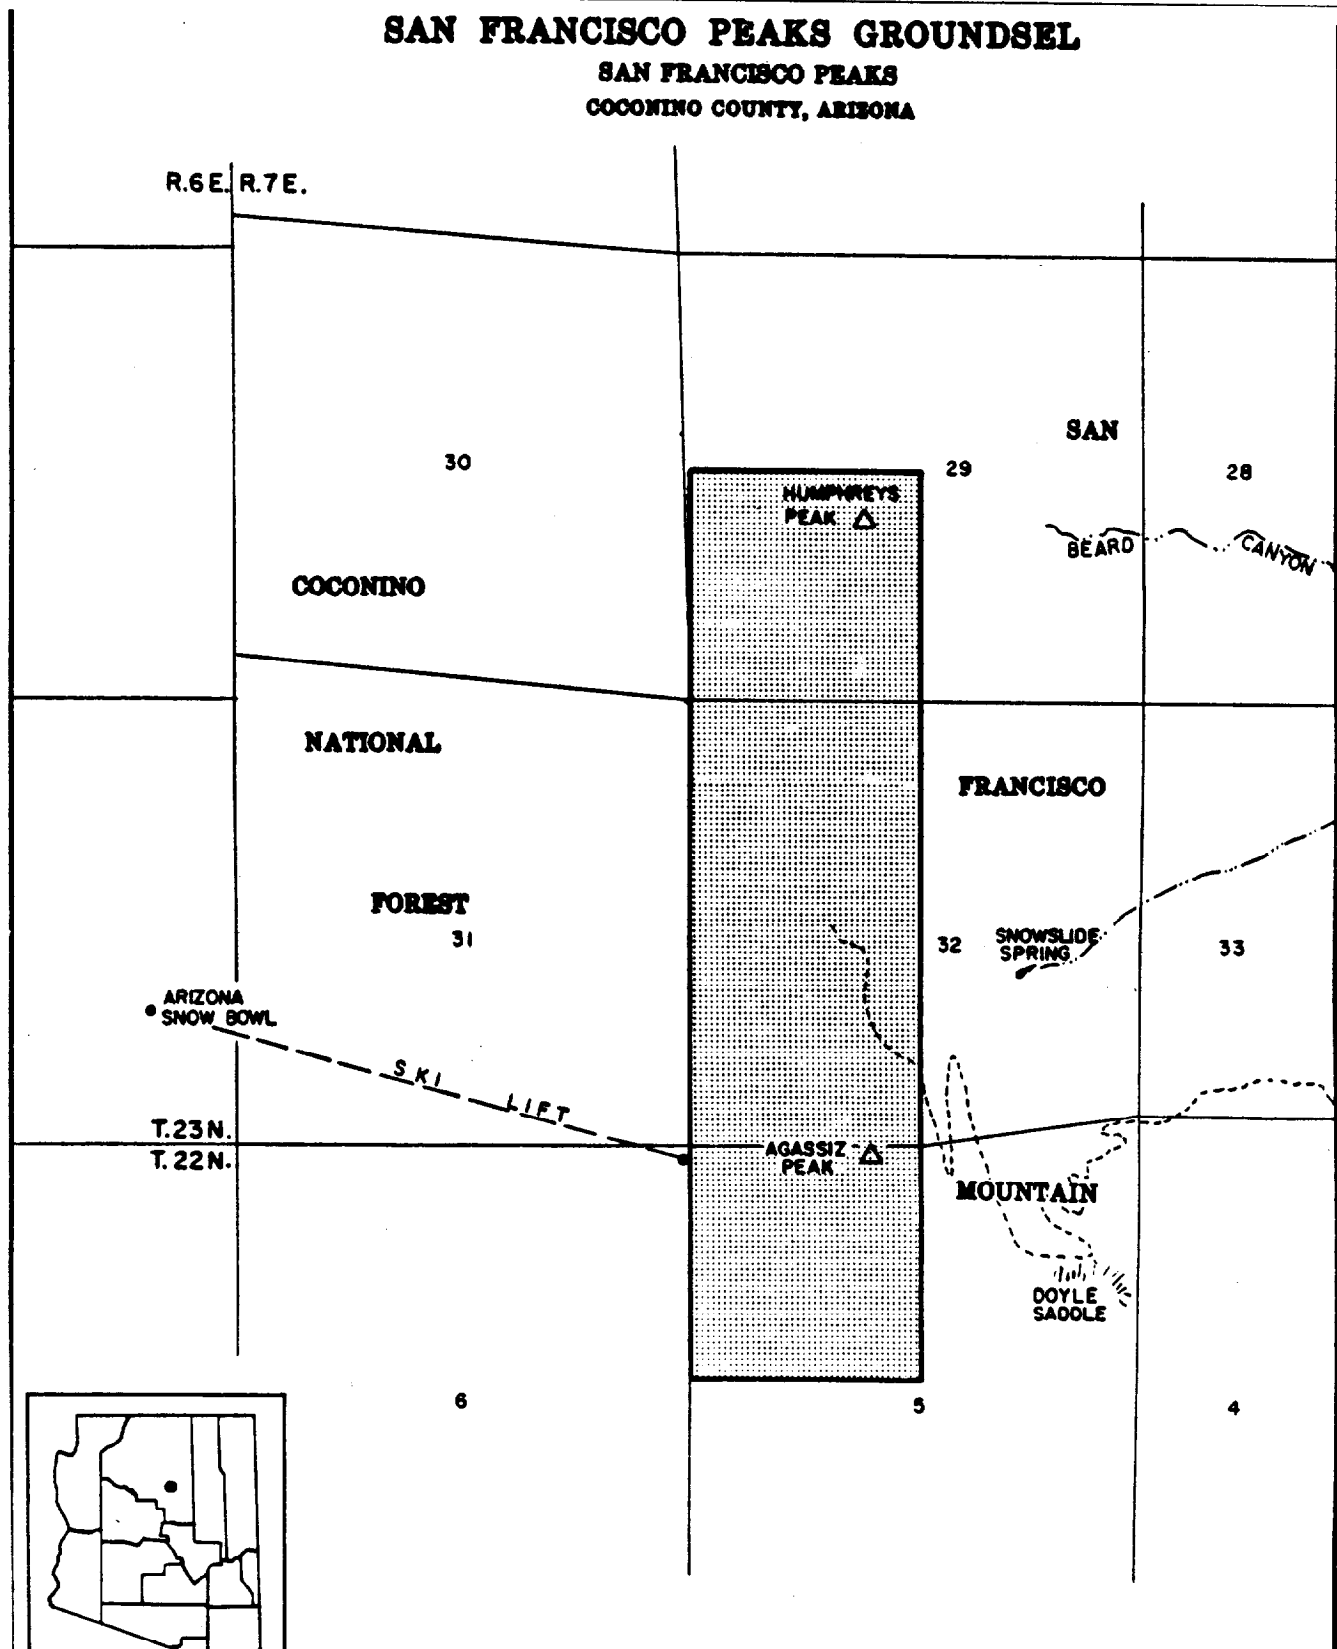 SAN FRANCISCO PEAKS GROUNDSEL
SAN FRANCISCO PEAKS
COCONINO COUNTY, ARIZONA
R.6E. R.7E.
SAN
30
29
28
HUMPHREYS
PEAK
BEARD
CANYON
COCONINO
NATIONAL
FRANCISCO
FOREST
31
32
SNOWSLIDE
SPRING
33
ARIZONA
SNOW BOWL
SKI
LIFT
T.23N.
T.22N.
AGASSIZ
PEAK
MOUNTAIN
DOYLE
SADDLE
6
5
4